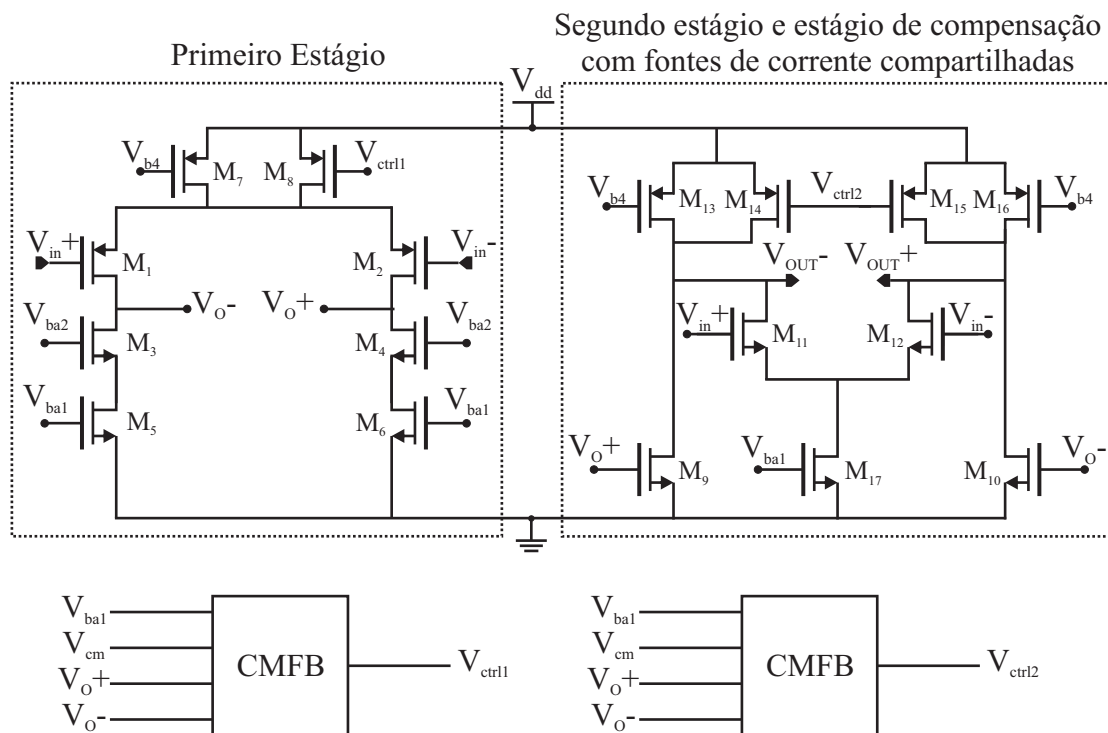 Primeiro Estágio
Segundo estágio e estágio de compensação
com fontes de corrente compartilhadas
Vdd
Vb4
M7
M8
Vctrl1
Vin+
M1
M2
Vin-
VO-
VO+
Vba2
M3
M4
Vba2
Vba1
M5
M6
Vba1
Vb4
M13
M14
Vctrl2
M15
M16
Vb4
VOUT-
VOUT+
Vin+
M11
M12
Vin-
VO+
M9
Vba1
M17
M10
VO-
Vba1
Vcm
VO+
VO-
CMFB
Vctrl1
Vba1
Vcm
VO+
VO-
CMFB
Vctrl2